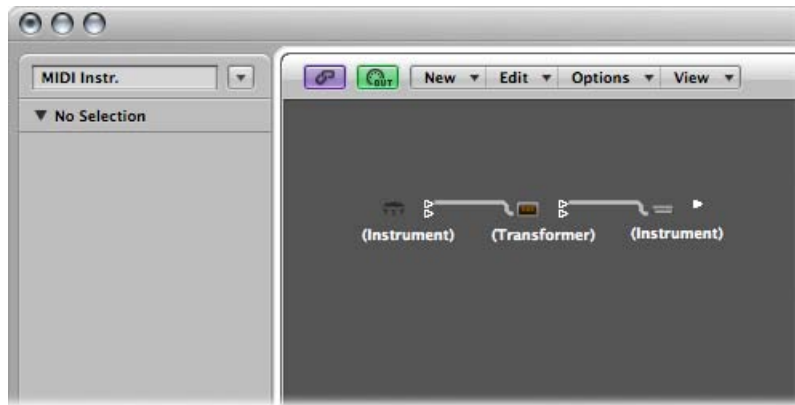 MIDI Instr.
OUT New Edit Options View
No Selection
(Instrument) (Transformer) (Instrument)